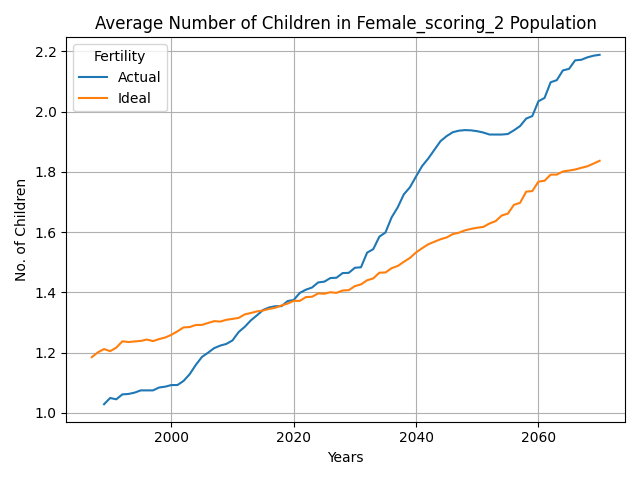 Average Number of Children in Female_scoring_2 Population
Fertility
Actual
Ideal
No. of Children
2.2
2.0
1.8
1.6
1.4
1.2
1.0
2000 2020 2040 2060
Years